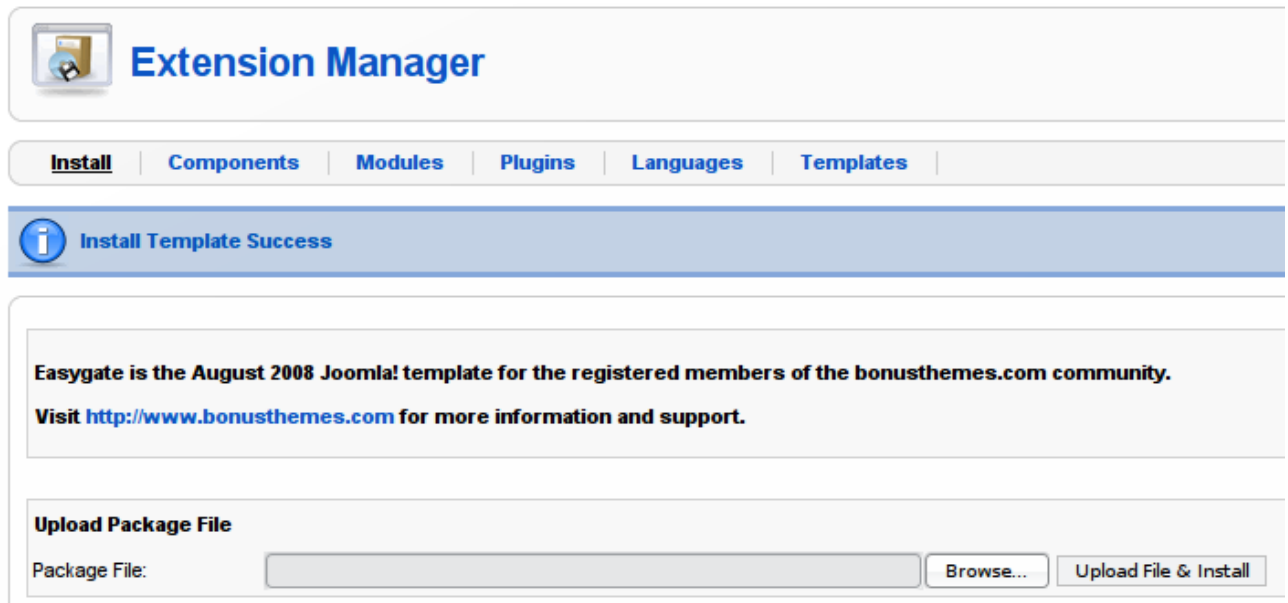 Extension Manager
Install Components Modules Plugins Languages Templates
Install Template Success
Easygate is the August 2008 Joomla! template for the registered members of the bonusthemes.com community.
Visit http://www.bonusthemes.com for more information and support.
Upload Package File
Package File: Browse... Upload File & Install